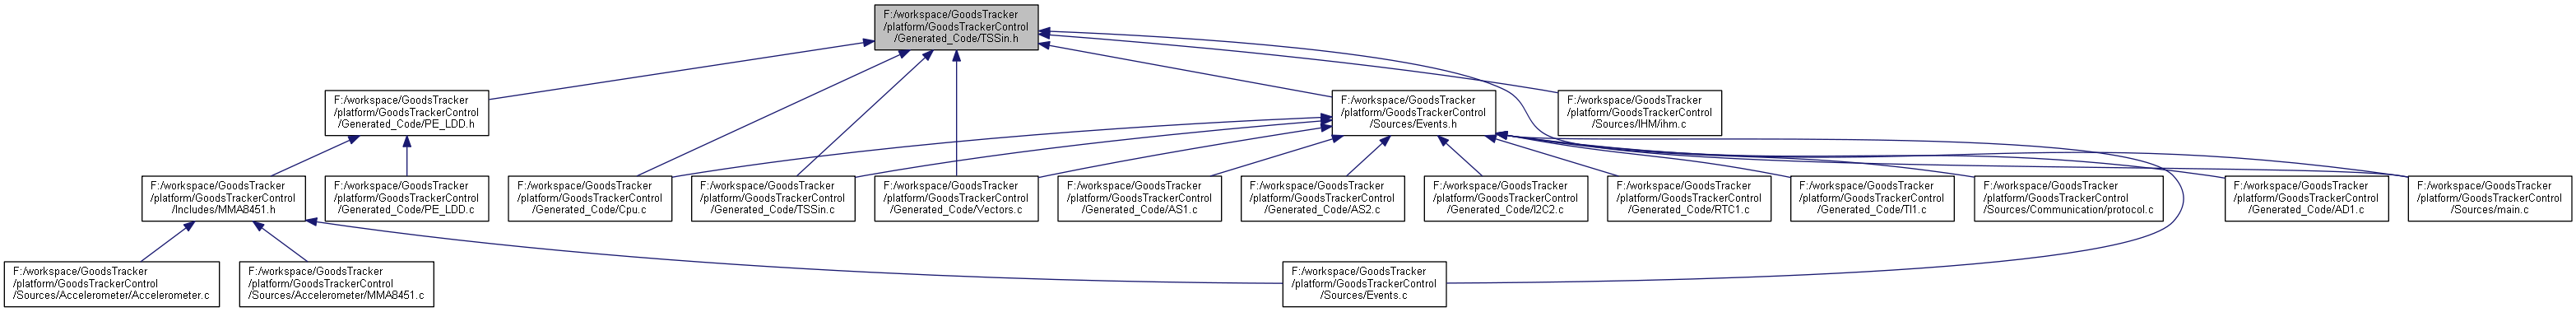 F:/workspace/GoodsTracker
/platform/GoodsTrackerControl
/Generated_Code/TSSin.h
F:/workspace/GoodsTracker
/platform/GoodsTrackerControl
/Generated_Code/PE_LDD.h
F:/workspace/GoodsTracker
/platform/GoodsTrackerControl
/Sources/Events.h
F:/workspace/GoodsTracker
/platform/GoodsTrackerControl
/Sources/IHM/ihm.c
F:/workspace/GoodsTracker
/platform/GoodsTrackerControl
/Includes/MMA8451.h
F:/workspace/GoodsTracker
/platform/GoodsTrackerControl
/Generated_Code/PE_LDD.c
F:/workspace/GoodsTracker
/platform/GoodsTrackerControl
/Generated_Code/Cpu.c
F:/workspace/GoodsTracker
/platform/GoodsTrackerControl
/Generated_Code/TSSin.c
F:/workspace/GoodsTracker
/platform/GoodsTrackerControl
/Generated_Code/Vectors.c
F:/workspace/GoodsTracker
/platform/GoodsTrackerControl
/Generated_Code/AS1.c
F:/workspace/GoodsTracker
/platform/GoodsTrackerControl
/Generated_Code/AS2.c
F:/workspace/GoodsTracker
/platform/GoodsTrackerControl
/Generated_Code/I2C2.c
F:/workspace/GoodsTracker
/platform/GoodsTrackerControl
/Generated_Code/RTC1.c
F:/workspace/GoodsTracker
/platform/GoodsTrackerControl
/Generated_Code/TI1.c
F:/workspace/GoodsTracker
/platform/GoodsTrackerControl
/Sources/Communication/protocol.c
F:/workspace/GoodsTracker
/platform/GoodsTrackerControl
/Generated_Code/AD1.c
F:/workspace/GoodsTracker
/platform/GoodsTrackerControl
/Sources/main.c
F:/workspace/GoodsTracker
/platform/GoodsTrackerControl
/Sources/Accelerometer/Accelerometer.c
F:/workspace/GoodsTracker
/platform/GoodsTrackerControl
/Sources/Accelerometer/MMA8451.c
F:/workspace/GoodsTracker
/platform/GoodsTrackerControl
/Sources/Events.c